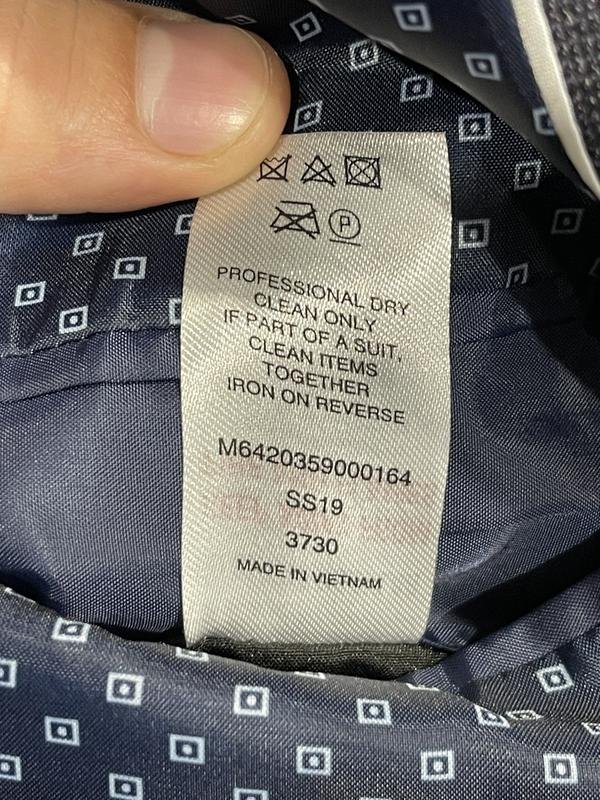 P
PROFESSIONAL DRY
CLEAN ONLY
IF PART OF A SUIT,
CLEAN ITEMS
TOGETHER
IRON ON REVERSE
M6420359000164
SS19
3730
MADE IN VIETNAM